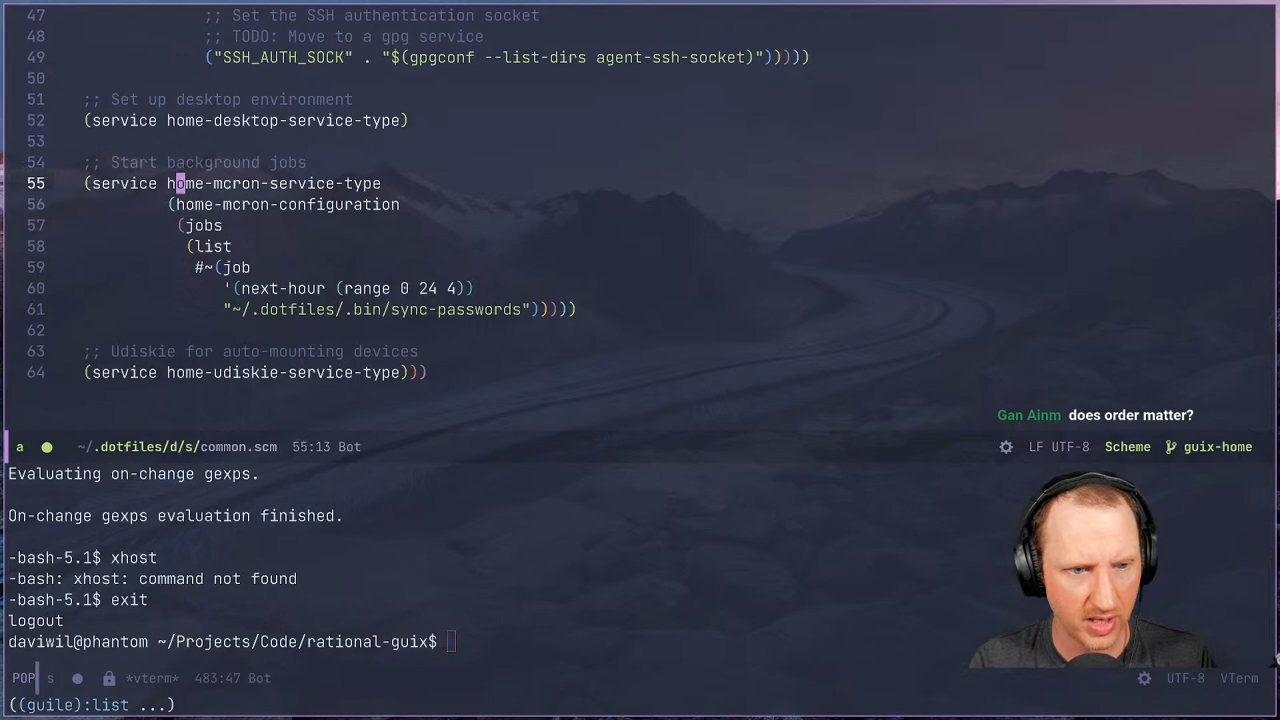 47 ;; Set the SSH authentication socket
48 ;; TODO: Move to a gpg service
49 ("SSH_AUTH_SOCK" . "$(gpgconf --list-dirs agent-ssh-socket)")))))
50
51 ;; Set up desktop environment
52 (service home-desktop-service-type)
53
54 ;; Start background jobs
55 (service home-mcron-service-type
56 (home-mcron-configuration
57 (jobs
58 (list
59 #~(job
60 '(next-hour (range 0 24 4))
61 "~/.dotfiles/.bin/sync-passwords")))))
62
63 ;; Udiskie for auto-mounting devices
64 (service home-udiskie-service-type)))
Gan Ainm does order matter?
a ~/.dotfiles/d/s/common.scm 55:13 Bot LF UTF-8 Scheme guix-home
Evaluating on-change gexps.
On-change gexps evaluation finished.
-bash-5.1$ xhost
-bash: xhost: command not found
-bash-5.1$ exit
logout
daviwil@phantom ~/Projects/Code/rational-guix$
POP s *vterm* 483:47 Bot UTF-8 VTerm
((guile):list ...)